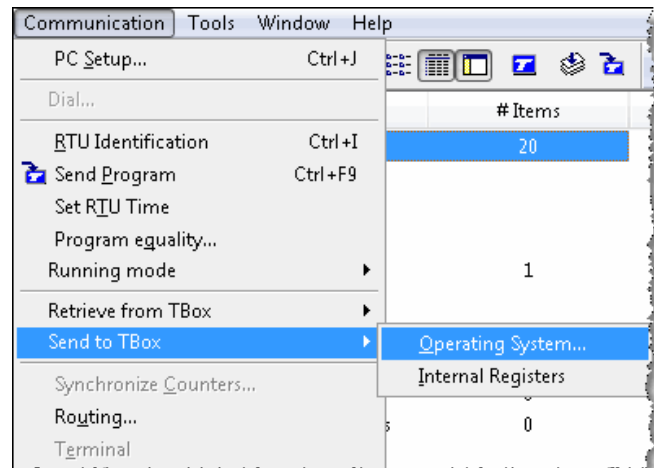 Communication Tools Window Help
PC Setup... Ctrl+J
Dial...
# Items
RTU Identification Ctrl+I
20
Send Program Ctrl+F9
Set RTU Time
Program equality...
Running mode
1
Retrieve from TBox
Send to TBox
Operating System...
Internal Registers
Synchronize Counters...
Routing...
0
Terminal